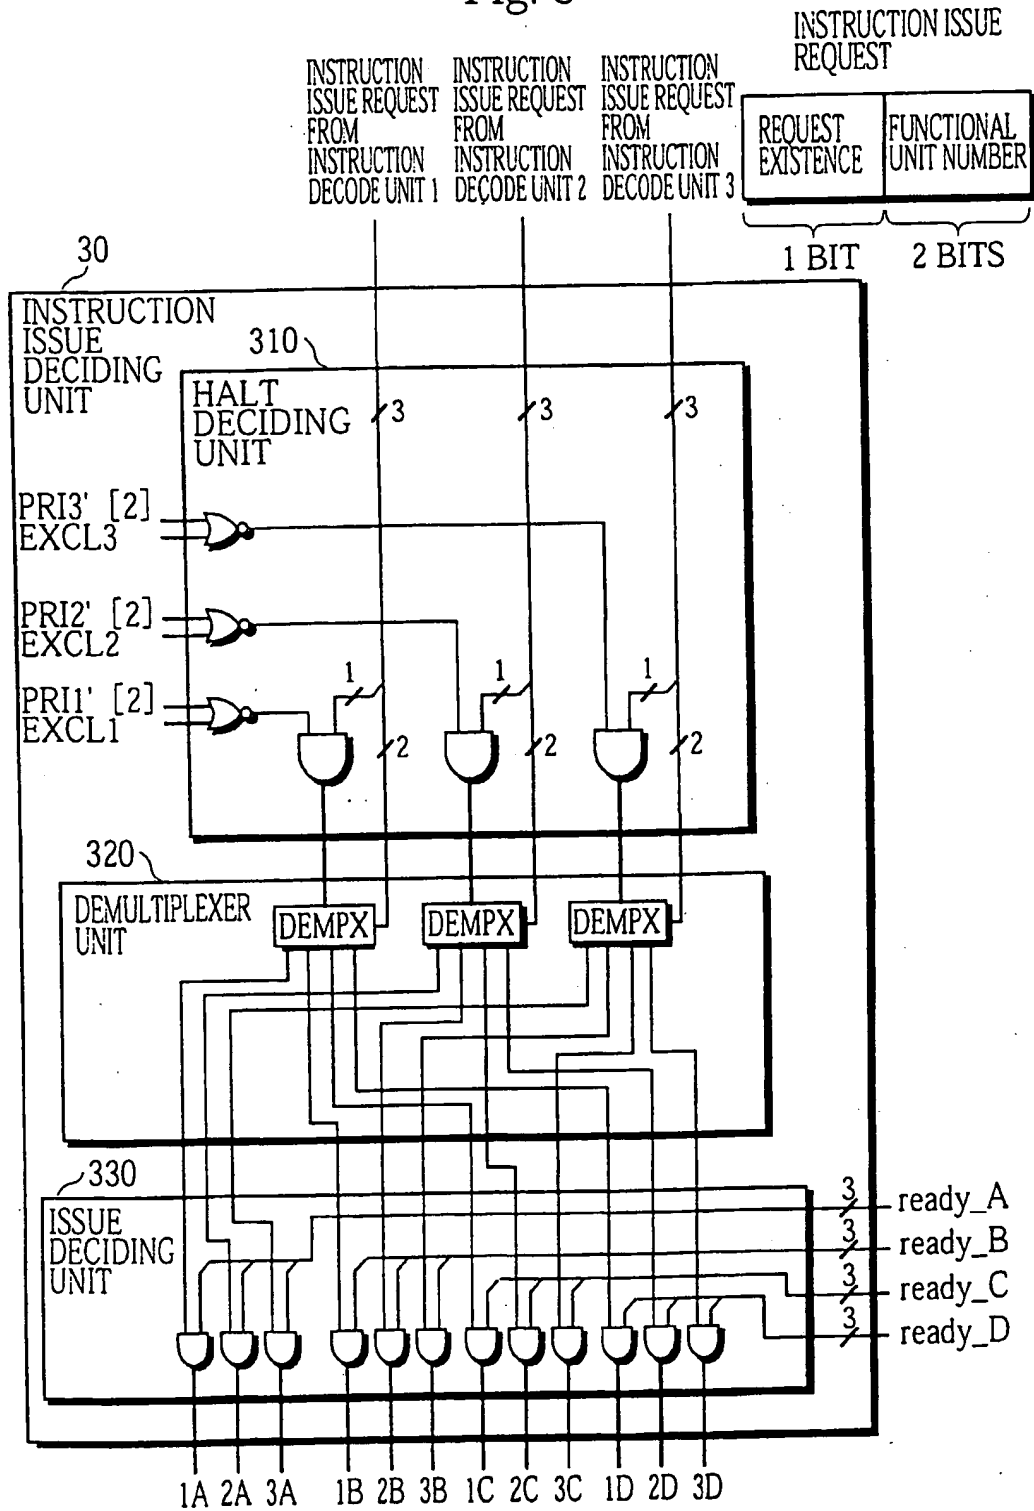 INSTRUCTION ISSUE
REQUEST
REQUEST
EXISTENCE
FUNCTIONAL
UNIT NUMBER
1 BIT
2 BITS
INSTRUCTION
ISSUE REQUEST
FROM
INSTRUCTION
DECODE UNIT 1
INSTRUCTION
ISSUE REQUEST
FROM
INSTRUCTION
DECODE UNIT 2
INSTRUCTION
ISSUE REQUEST
FROM
INSTRUCTION
DECODE UNIT 3
30
INSTRUCTION
ISSUE
DECIDING
UNIT
310
HALT
DECIDING
UNIT
3
3
3
PRI3' [2]
EXCL3
PRI2' [2]
EXCL2
PRI1' [2]
EXCL1
1
1
1
2
2
2
320
DEMULTIPLEXER
UNIT
DEMPX
DEMPX
DEMPX
330
ISSUE
DECIDING
UNIT
3
ready_A
3
ready_B
3
ready_C
3
ready_D
1A 2A 3A 1B 2B 3B 1C 2C 3C 1D 2D 3D